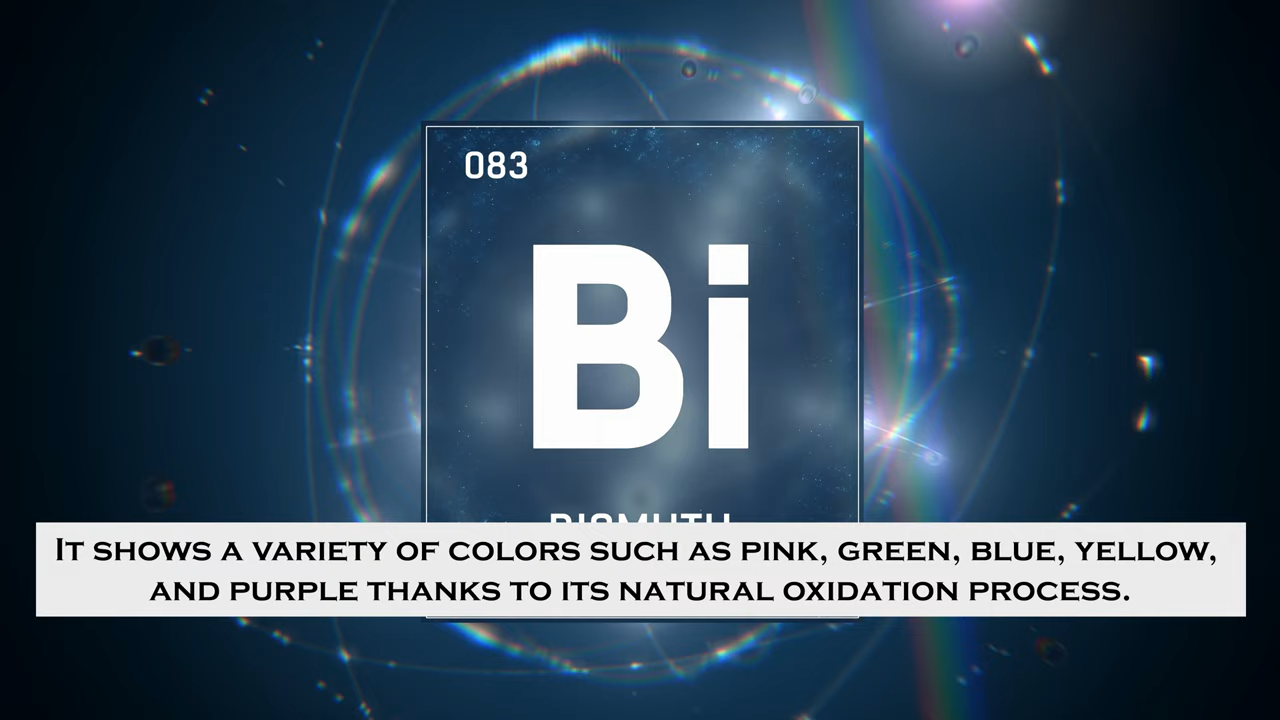 083
Bi
BISMUTH
It shows a variety of colors such as pink, green, blue, yellow,
and purple thanks to its natural oxidation process.